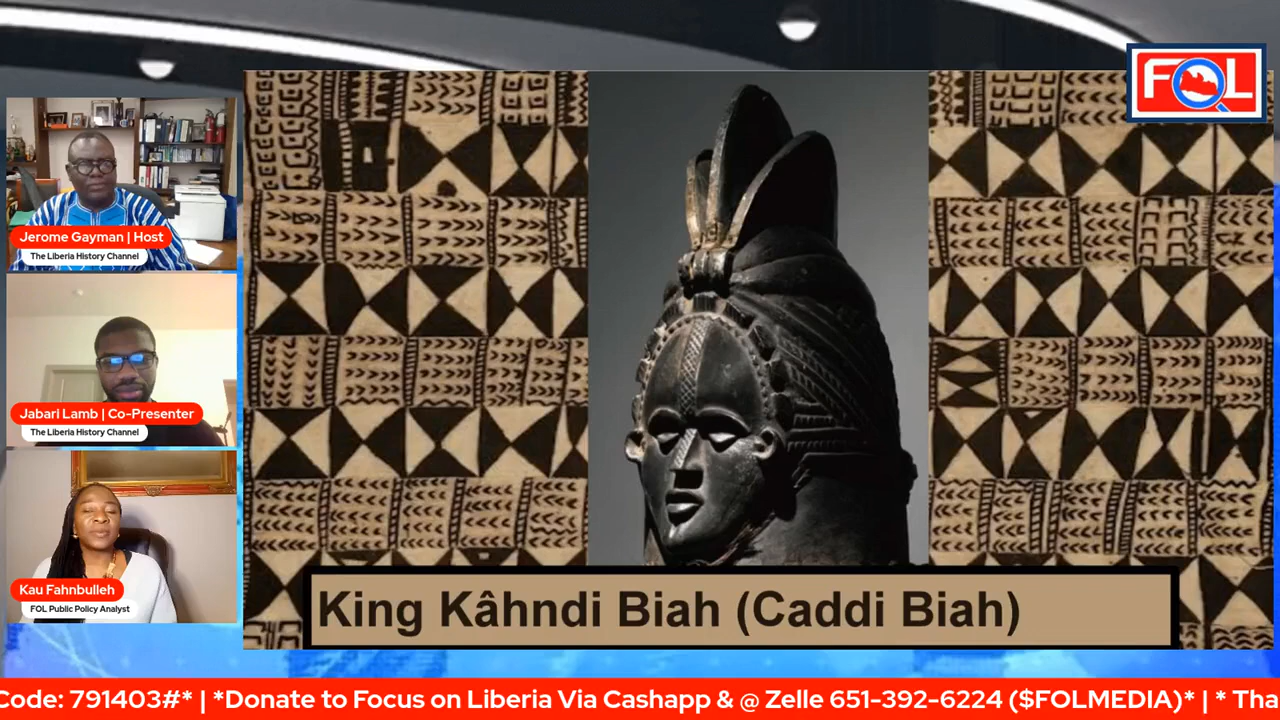 FOL
Jerome Gayman | Host
The Liberia History Channel
Jabari Lamb | Co-Presenter
The Liberia History Channel
Kau Fahnbulleh
FOL Public Policy Analyst
King Kâhndi Biah (Caddi Biah)
Code: 791403#* | *Donate to Focus on Liberia Via Cashapp & @ Zelle 651-392-6224 ($FOLMEDIA)* | * Tha